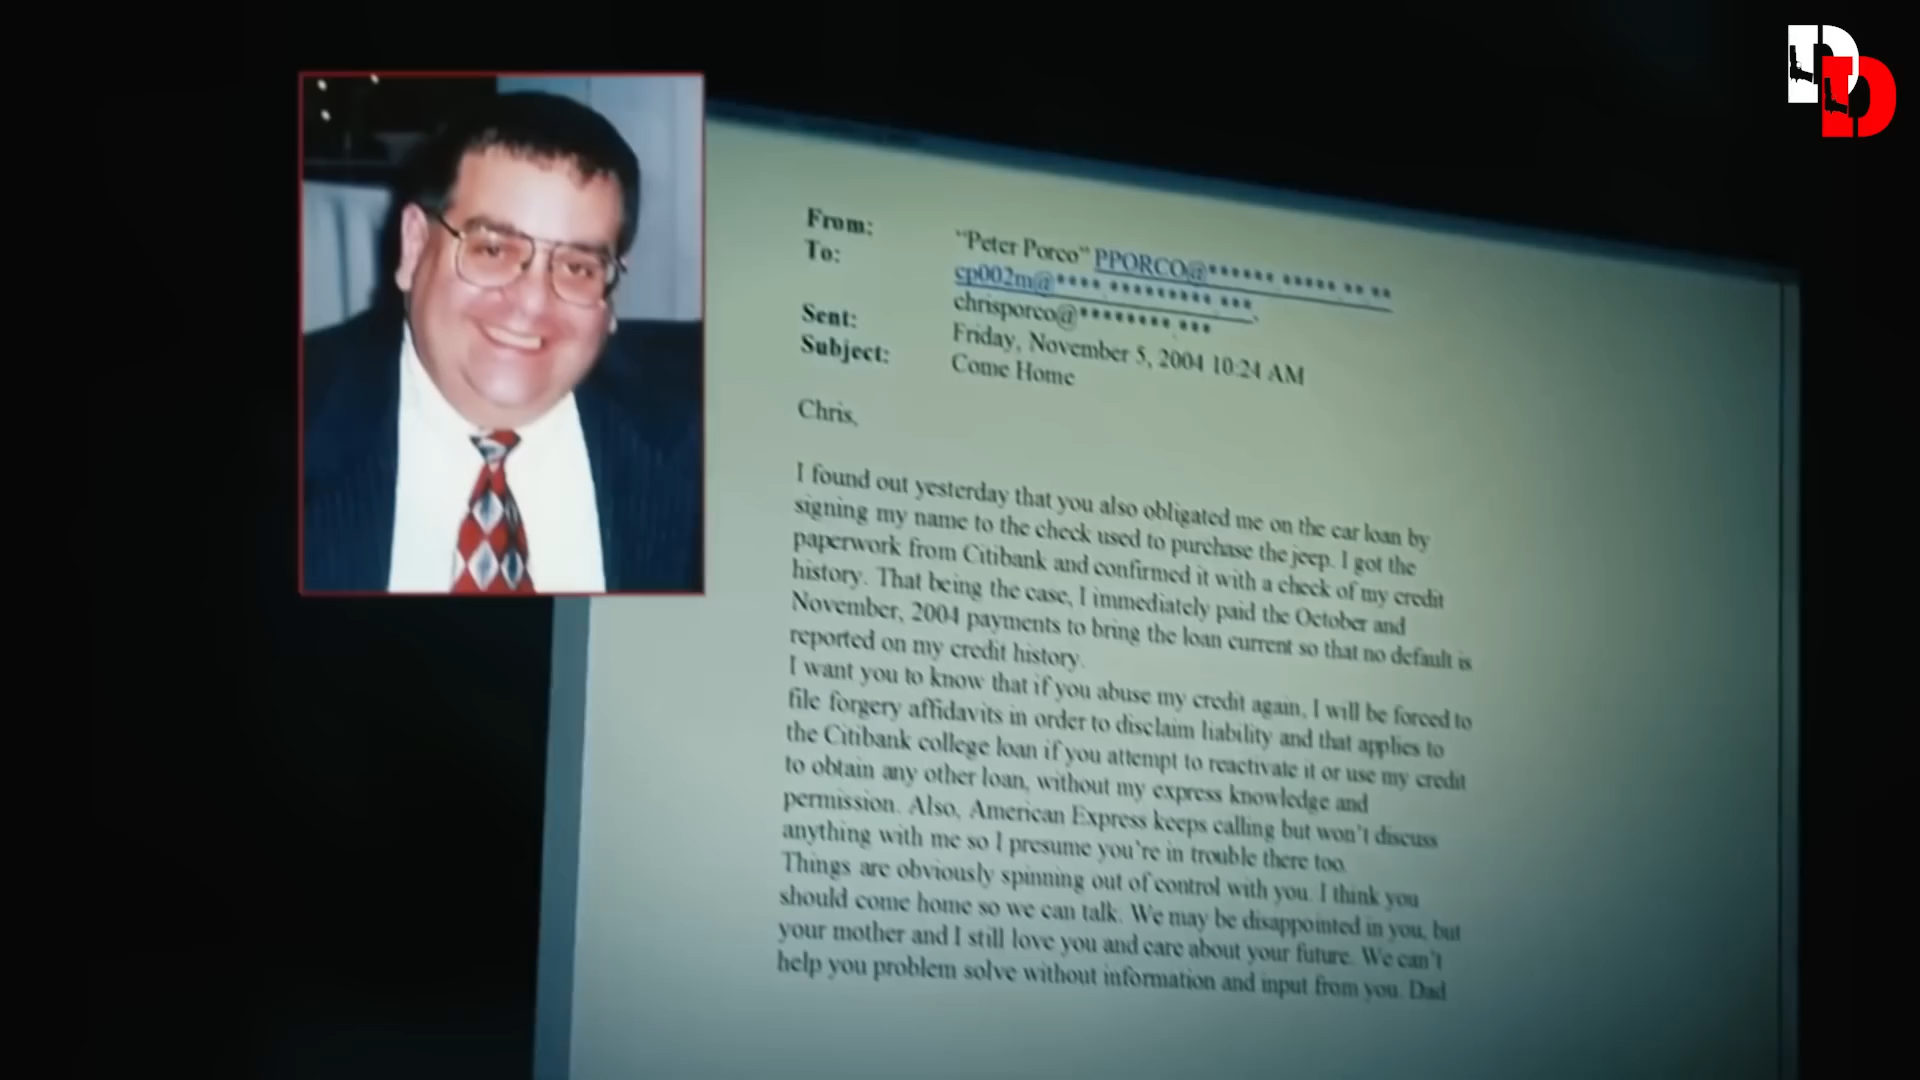 DD
From: "Peter Porco" PPORCO@****** ***** ** **
To: cp002m@**** ********* ***,
chrisporco@******** ***
Sent: Friday, November 5, 2004 10:24 AM
Subject: Come Home
Chris,
I found out yesterday that you also obligated me on the car loan by
signing my name to the check used to purchase the jeep. I got the
paperwork from Citibank and confirmed it with a check of my credit
history. That being the case, I immediately paid the October and
November, 2004 payments to bring the loan current so that no default is
reported on my credit history.
I want you to know that if you abuse my credit again, I will be forced to
file forgery affidavits in order to disclaim liability and that applies to
the Citibank college loan if you attempt to reactivate it or use my credit
to obtain any other loan, without my express knowledge and
permission. Also, American Express keeps calling but won't discuss
anything with me so I presume you're in trouble there too.
Things are obviously spinning out of control with you. I think you
should come home so we can talk. We may be disappointed in you, but
your mother and I still love you and care about your future. We can't
help you problem solve without information and input from you. Dad